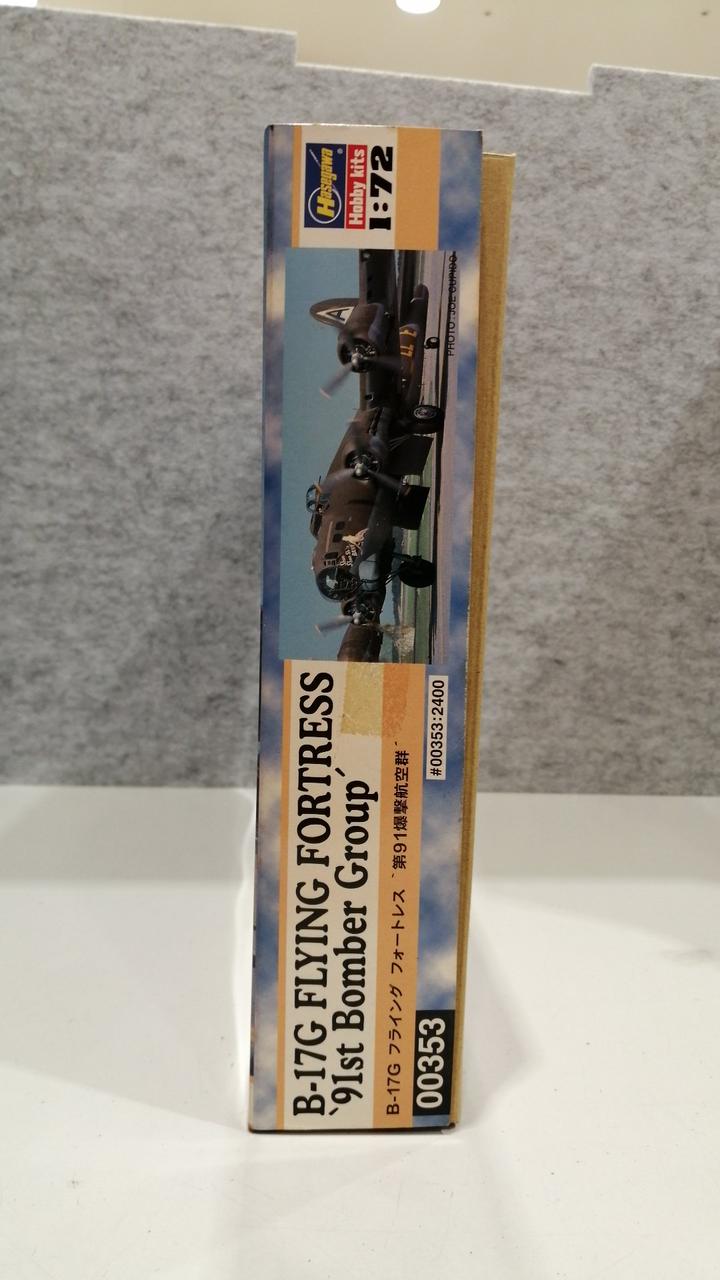 Hasegawa
Hobby kits
1:72
A
PHOTO : JOE CUPIDO
B-17G FLYING FORTRESS
`91st Bomber Group´
#00353:2400
B-17G フライング フォートレス `第91爆撃航空群´
00353